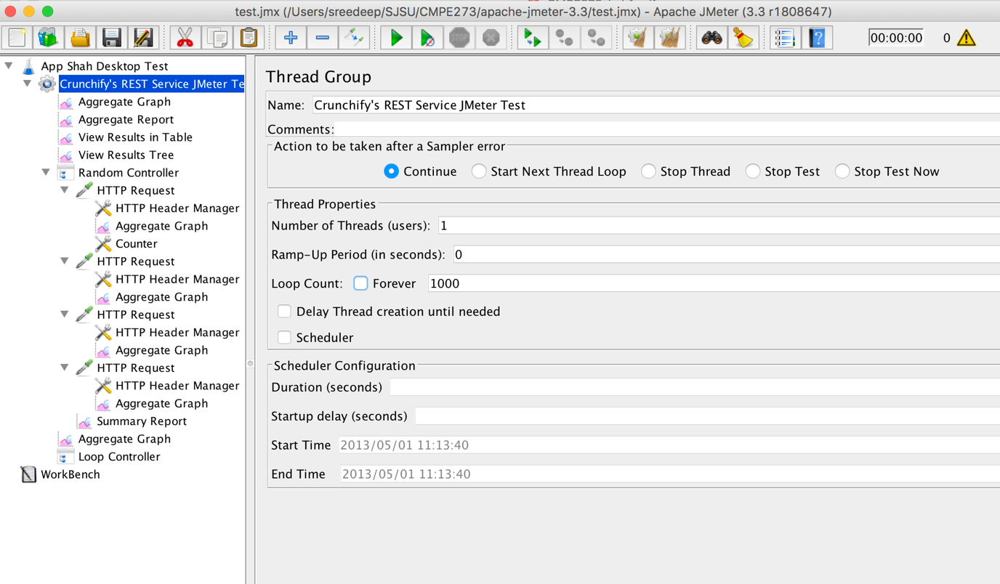 test.jmx (/Users/sreedeep/SJSU/CMPE273/apache-jmeter-3.3/test.jmx) - Apache JMeter (3.3 r1808647)
STOP
?
00:00:00
0
App Shah Desktop Test
Crunchify's REST Service JMeter Te
Aggregate Graph
Aggregate Report
View Results in Table
View Results Tree
Random Controller
HTTP Request
HTTP Header Manager
Aggregate Graph
Counter
HTTP Request
HTTP Header Manager
Aggregate Graph
HTTP Request
HTTP Header Manager
Aggregate Graph
HTTP Request
HTTP Header Manager
Aggregate Graph
Summary Report
Aggregate Graph
Loop Controller
WorkBench
Thread Group
Name: Crunchify's REST Service JMeter Test
Comments:
Action to be taken after a Sampler error
Continue Start Next Thread Loop Stop Thread Stop Test Stop Test Now
Thread Properties
Number of Threads (users): 1
Ramp-Up Period (in seconds): 0
Loop Count: Forever 1000
Delay Thread creation until needed
Scheduler
Scheduler Configuration
Duration (seconds)
Startup delay (seconds)
Start Time 2013/05/01 11:13:40
End Time 2013/05/01 11:13:40